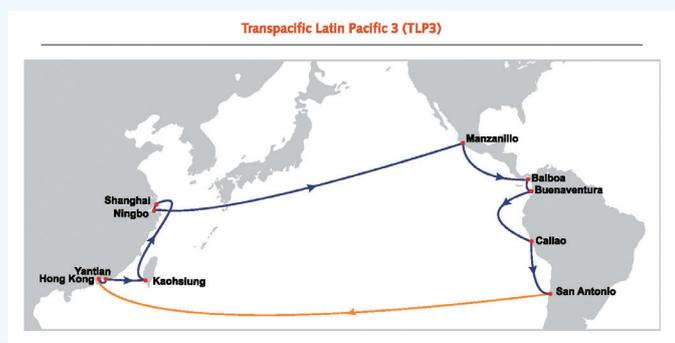 Transpacific Latin Pacific 3 (TLP3)
Manzanillo
Balboa
Buenaventura
Shanghai
Ningbo
Callao
Yantian
Hong Kong
Kaohsiung
San Antonio